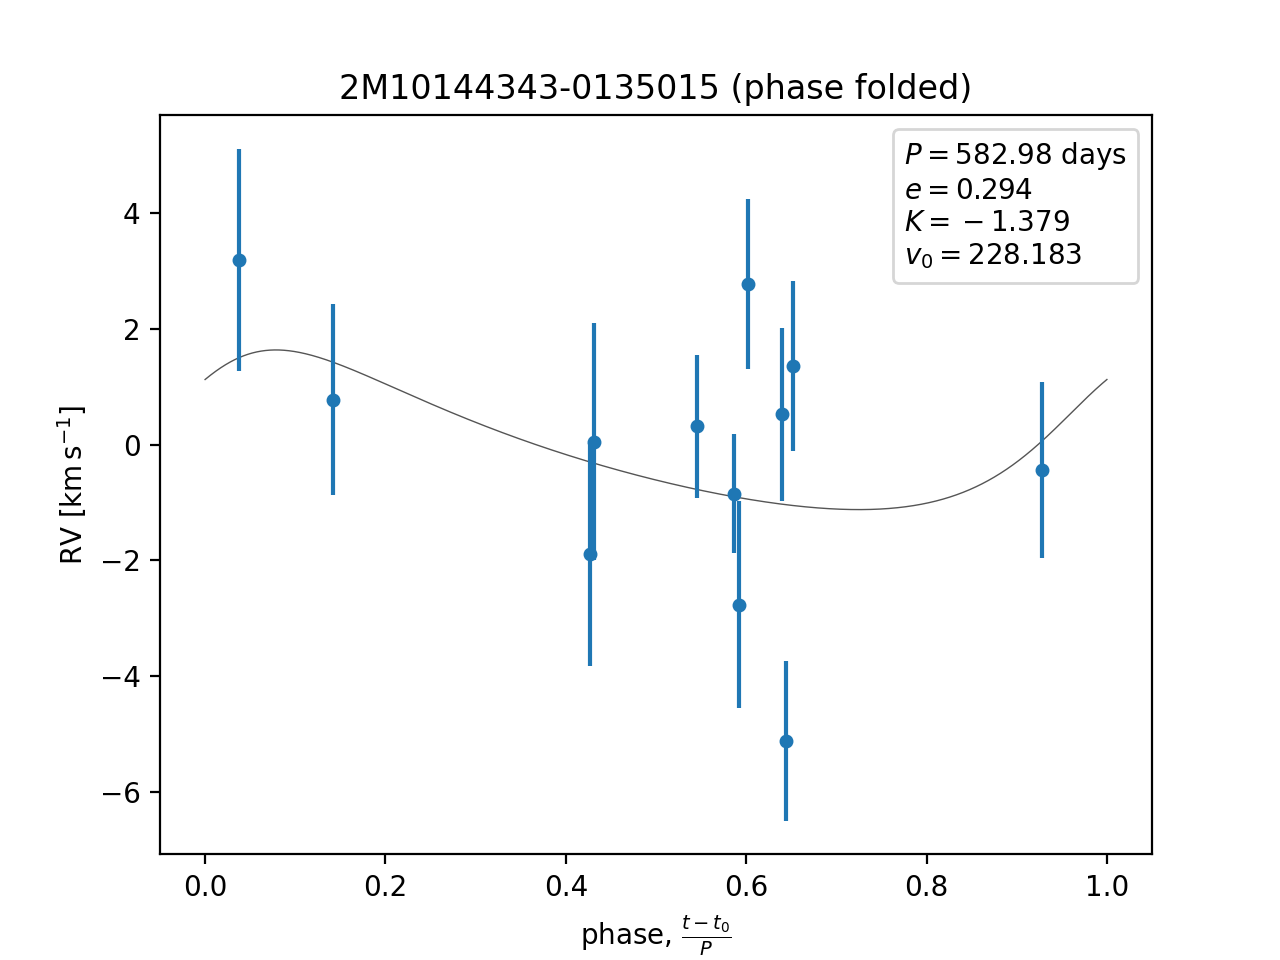 2M10144343-0135015 (phase folded)
P = 582.98 days
e = 0.294
K = −1.379
v₀ = 228.183
RV [km s⁻¹]
4
2
0
−2
−4
−6
0.0 0.2 0.4 0.6 0.8 1.0
phase, (t − t₀)/P